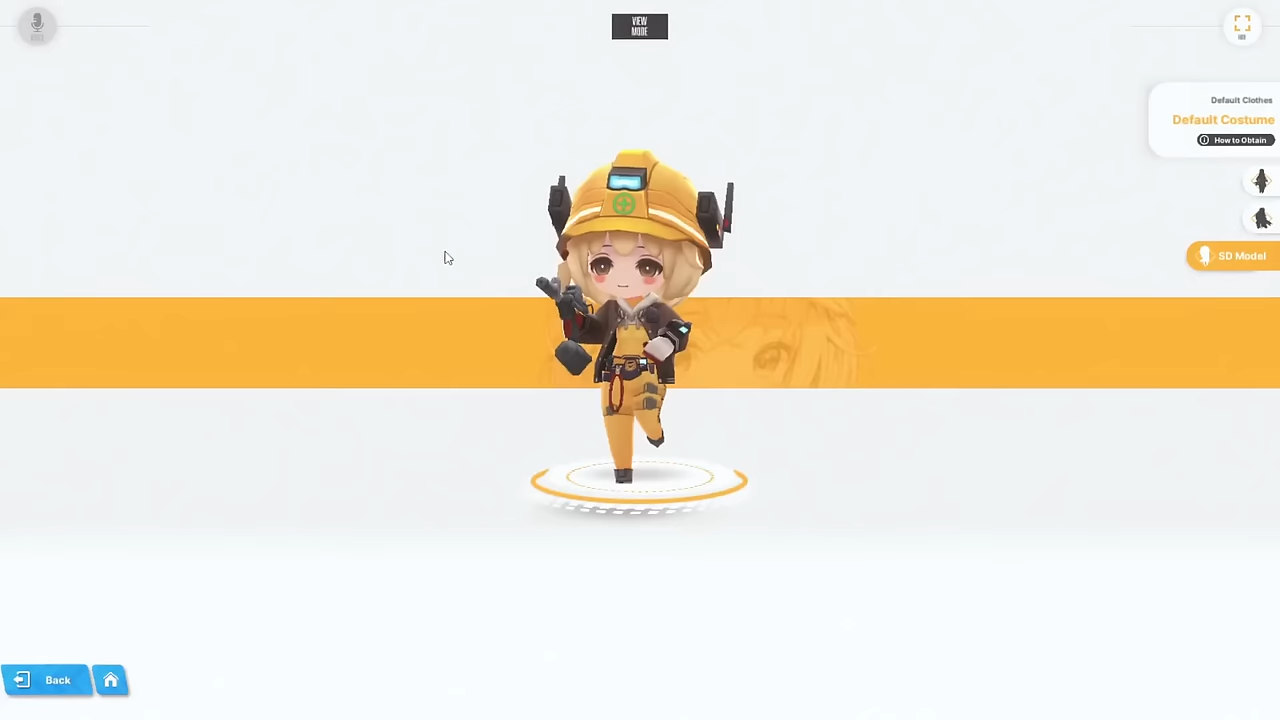 VIEW
MODE
Default Clothes
Default Costume
How to Obtain
SD Model
Back